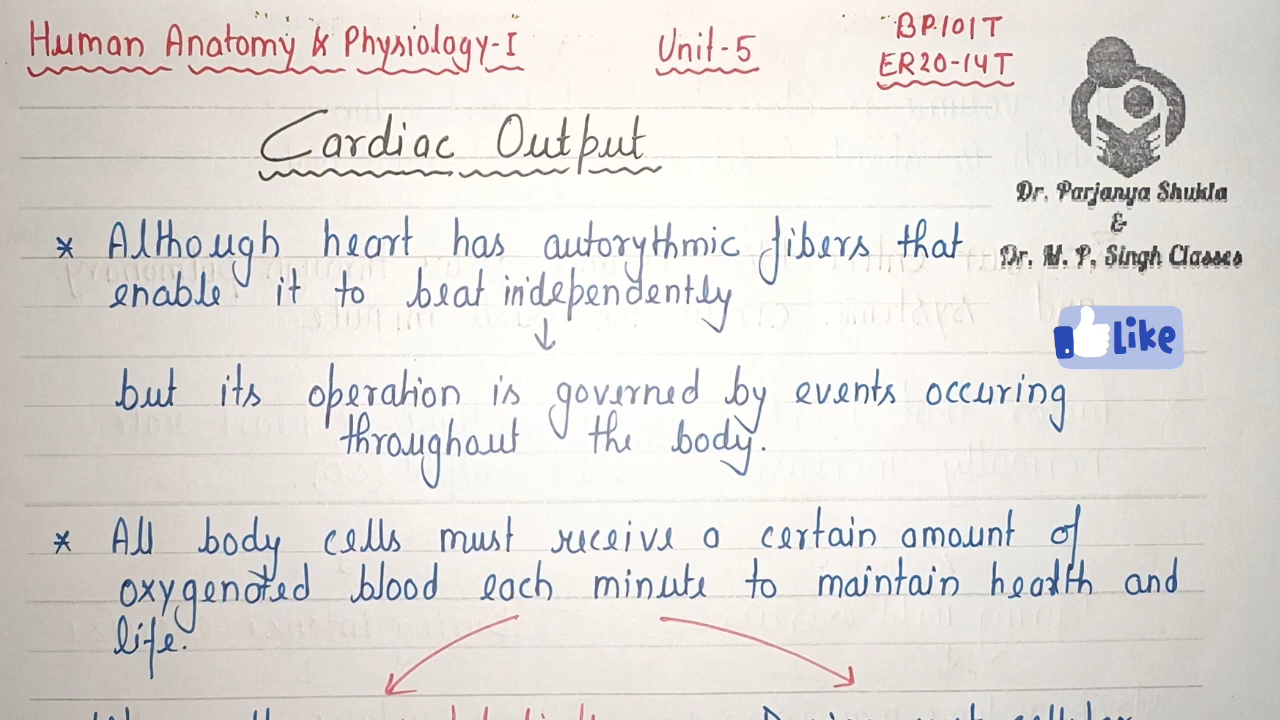 Human Anatomy & Physiology-I Unit-5 BP101T
ER20-14T
Cardiac Output
Dr. Parjanya Shukla
&
Dr. M. P. Singh Classes
* Although heart has autorythmic fibers that
enable it to beat independently
Like
but its operation is governed by events occuring
throughout the body.
* All body cells must receive a certain amount of
oxygenated blood each minute to maintain health and
life.